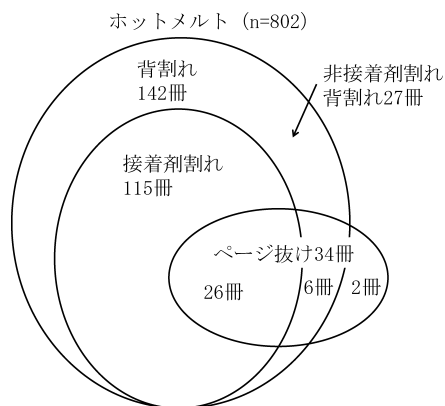 ホットメルト (n=802)
背割れ
142冊
非接着剤割れ
背割れ27冊
接着剤割れ
115冊
ページ抜け34冊
26冊
6冊
2冊